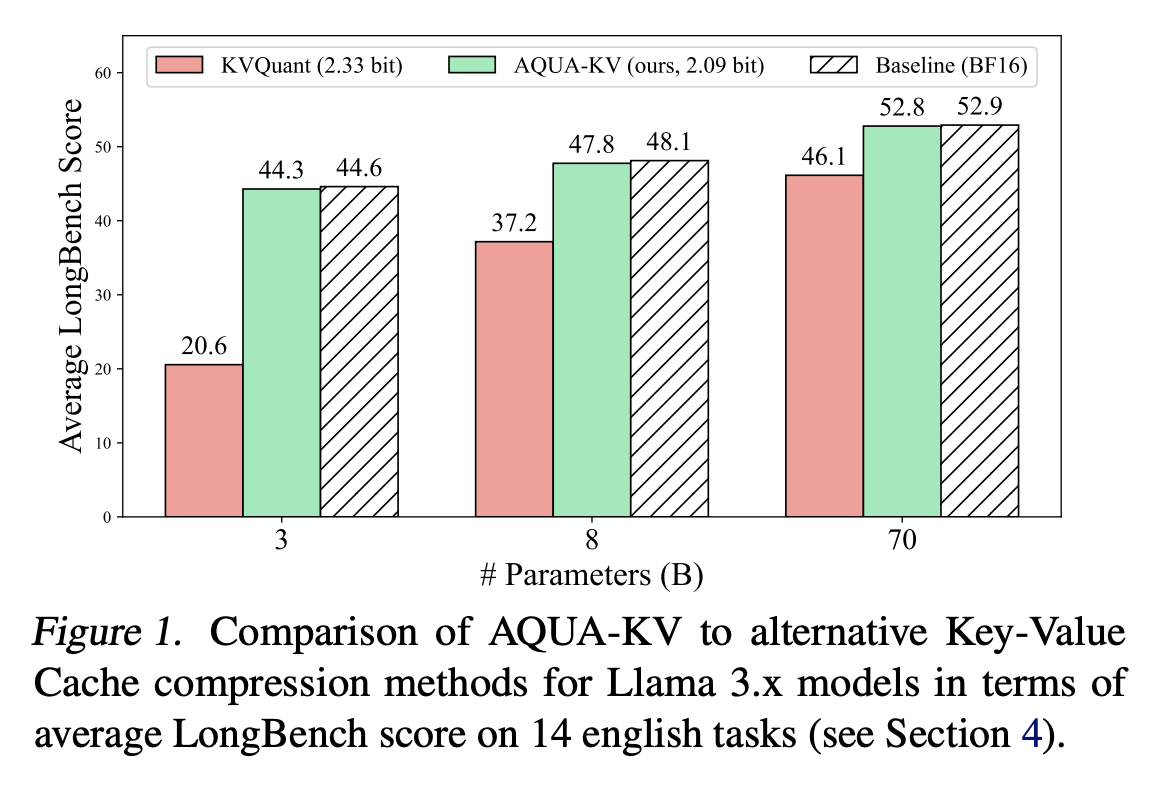 KVQuant (2.33 bit) AQUA-KV (ours, 2.09 bit) Baseline (BF16)
Average LongBench Score
60
50
40
30
20
10
0
20.6 44.3 44.6
37.2 47.8 48.1
46.1 52.8 52.9
3 8 70
# Parameters (B)
Figure 1. Comparison of AQUA-KV to alternative Key-Value
Cache compression methods for Llama 3.x models in terms of
average LongBench score on 14 english tasks (see Section 4).